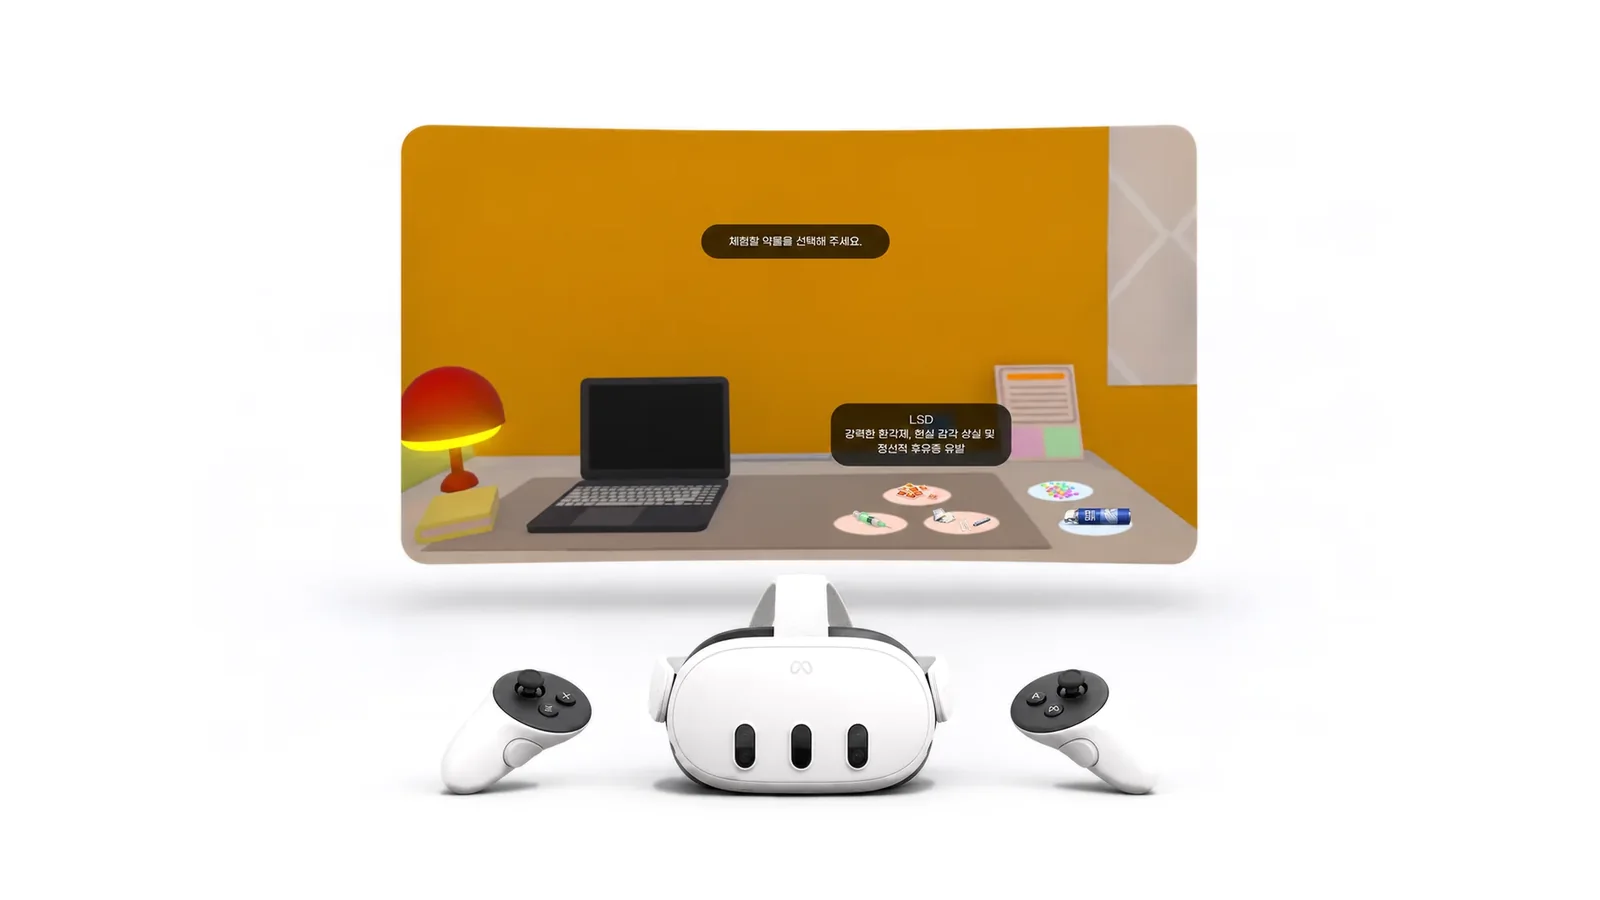 체험할 약물을 선택해 주세요.
LSD
강력한 환각제, 현실 감각 상실 및
정신적 후유증 유발
X
A